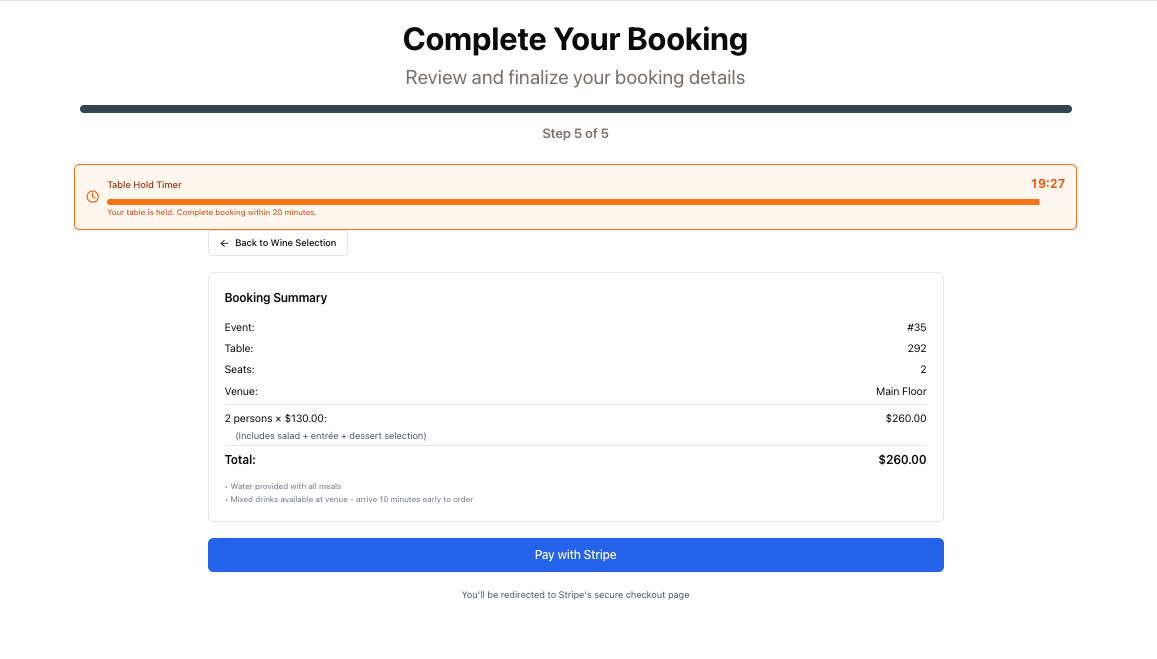 Complete Your Booking
Review and finalize your booking details
Step 5 of 5
Table Hold Timer 19:27
Your table is held. Complete booking within 20 minutes.
← Back to Wine Selection
Booking Summary
Event: #35
Table: 292
Seats: 2
Venue: Main Floor
2 persons × $130.00: $260.00
(Includes salad + entrée + dessert selection)
Total: $260.00
• Water provided with all meals
• Mixed drinks available at venue - arrive 10 minutes early to order
Pay with Stripe
You'll be redirected to Stripe's secure checkout page